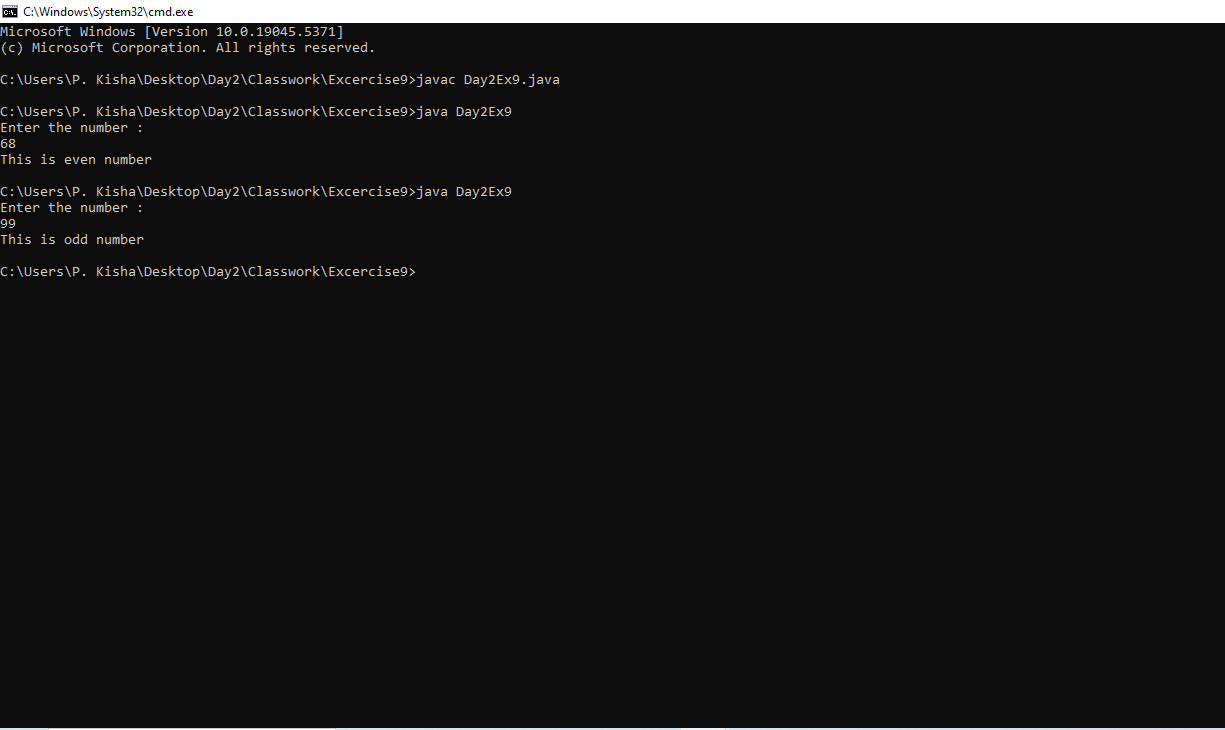 C:\Windows\System32\cmd.exe
Microsoft Windows [Version 10.0.19045.5371]
(c) Microsoft Corporation. All rights reserved.
C:\Users\P. Kisha\Desktop\Day2\Classwork\Excercise9>javac Day2Ex9.java
C:\Users\P. Kisha\Desktop\Day2\Classwork\Excercise9>java Day2Ex9
Enter the number :
68
This is even number
C:\Users\P. Kisha\Desktop\Day2\Classwork\Excercise9>java Day2Ex9
Enter the number :
99
This is odd number
C:\Users\P. Kisha\Desktop\Day2\Classwork\Excercise9>